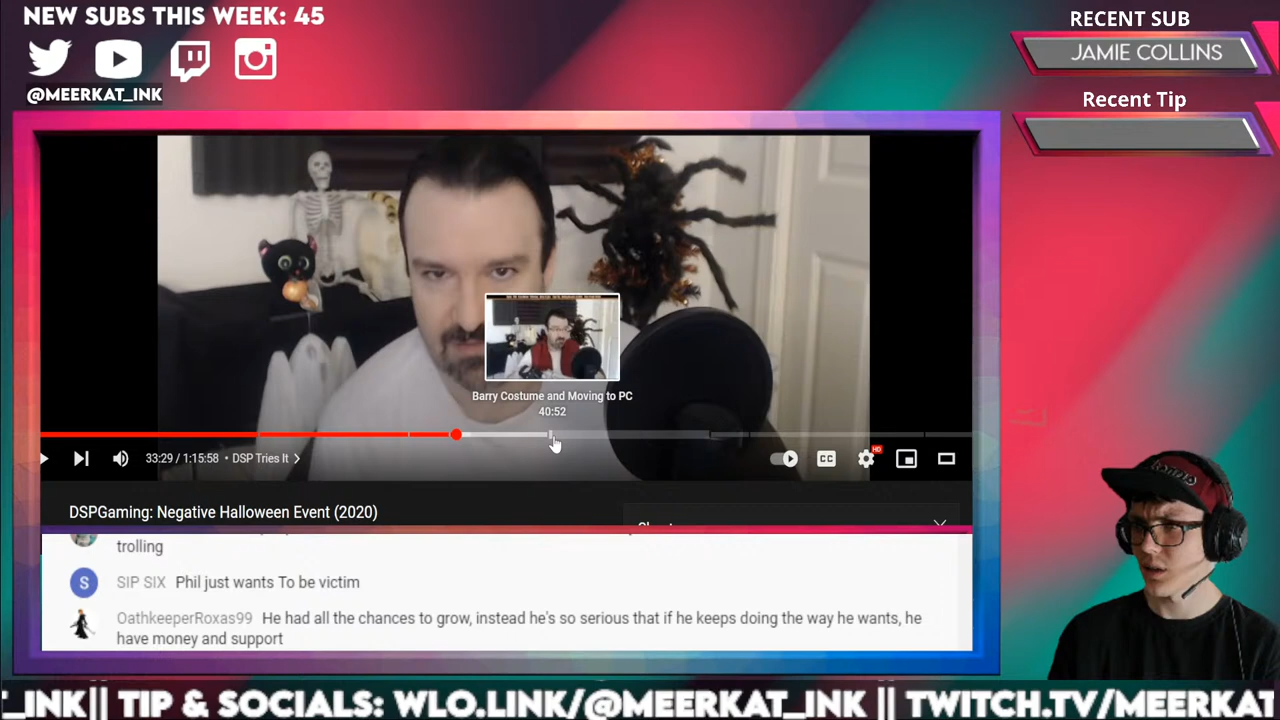 NEW SUBS THIS WEEK: 45
@MEERKAT_INK
RECENT SUB
JAMIE COLLINS
Recent Tip
Barry Costume and Moving to PC
40:52
33:29 / 1:15:58 • DSP Tries It >
CC
HD
DSPGaming: Negative Halloween Event (2020)
trolling
S SIP SIX Phil just wants To be victim
OathkeeperRoxas99 He had all the chances to grow, instead he's so serious that if he keeps doing the way he wants, he
have money and support
_INK|| TIP & SOCIALS: WLO.LINK/@MEERKAT_INK || TWITCH.TV/MEERKAT